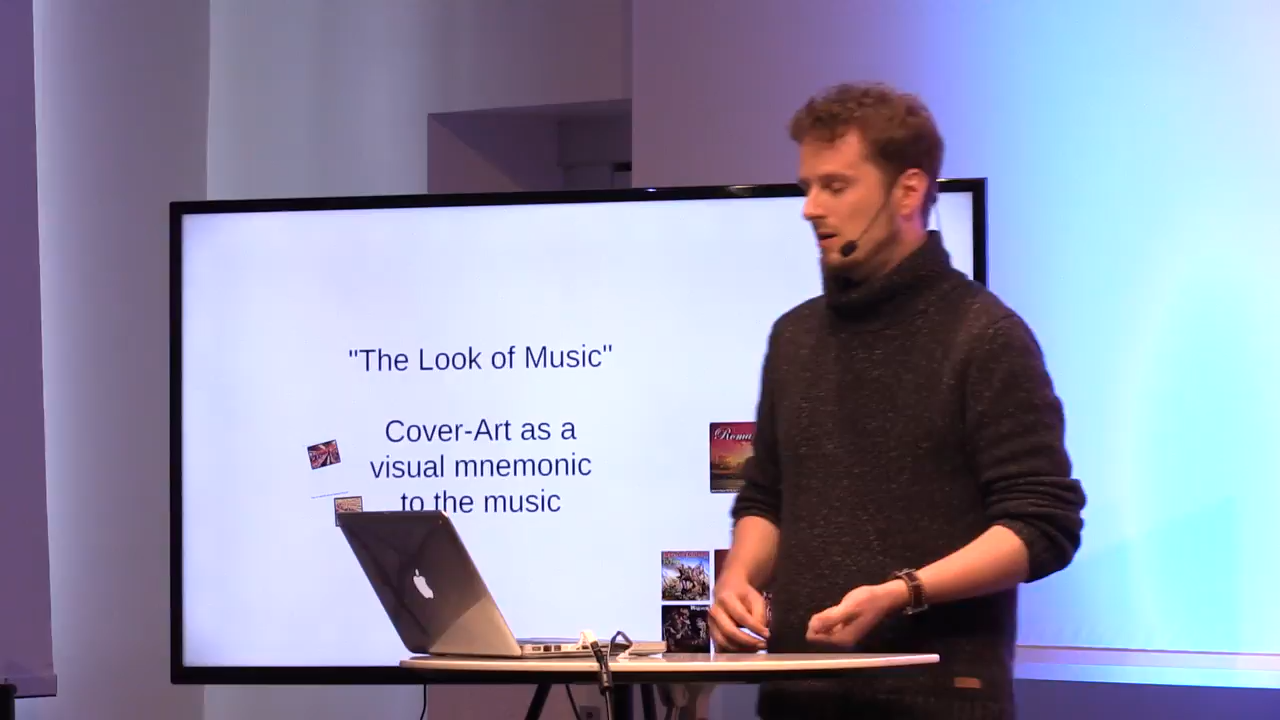 "The Look of Music"
Cover-Art as a
visual mnemonic
to the music